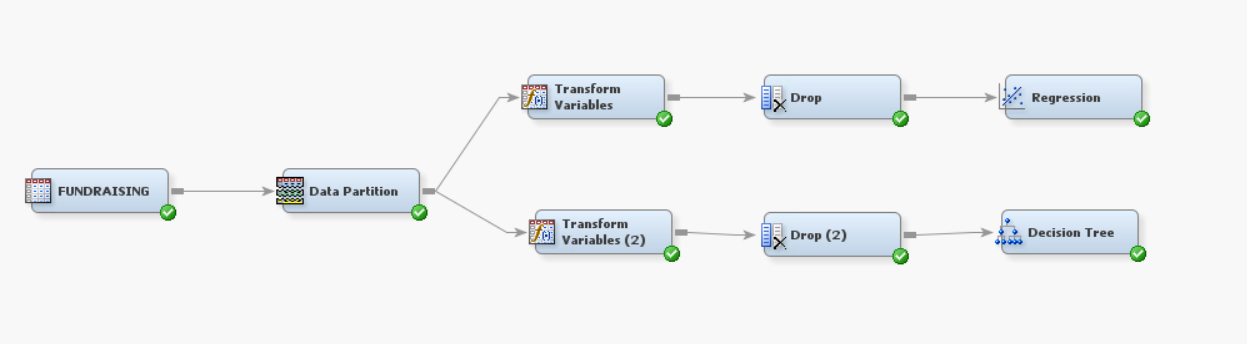 Transform
Variables
Drop
Regression
FUNDRAISING
Data Partition
Transform
Variables (2)
Drop (2)
Decision Tree